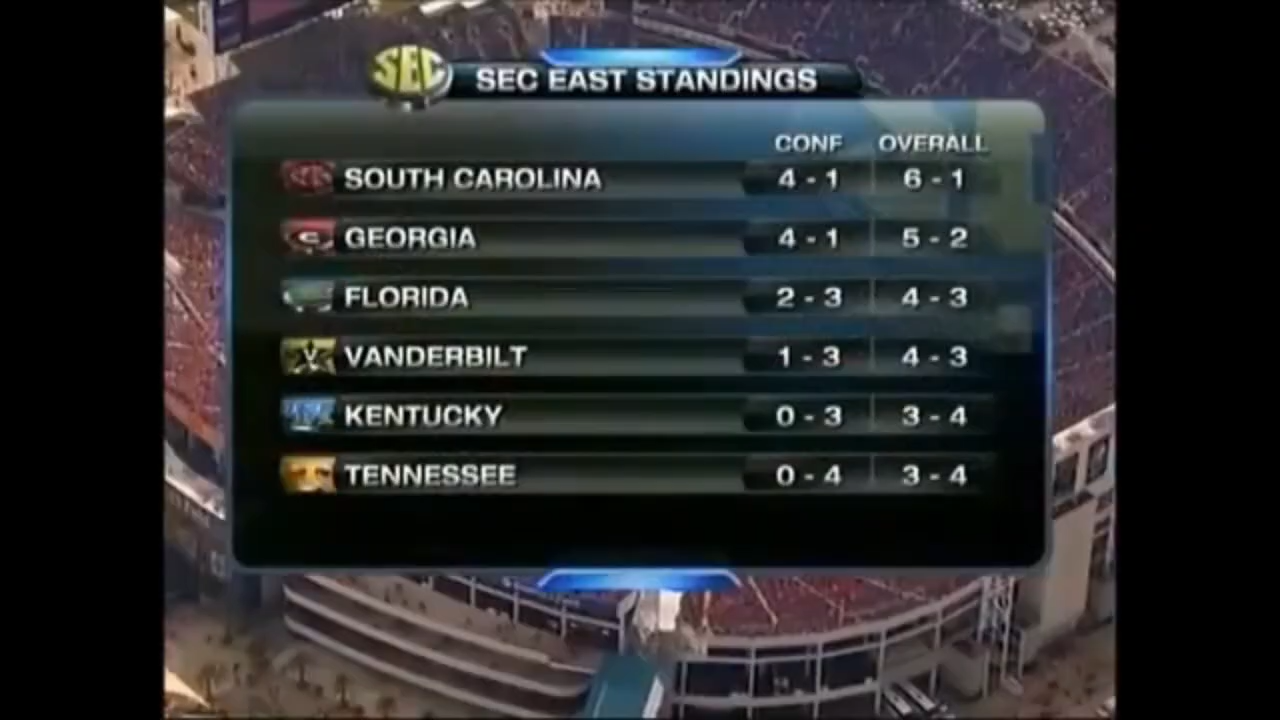 SEC SEC EAST STANDINGS
CONF OVERALL
SOUTH CAROLINA 4 - 1 6 - 1
GEORGIA 4 - 1 5 - 2
FLORIDA 2 - 3 4 - 3
VANDERBILT 1 - 3 4 - 3
KENTUCKY 0 - 3 3 - 4
TENNESSEE 0 - 4 3 - 4